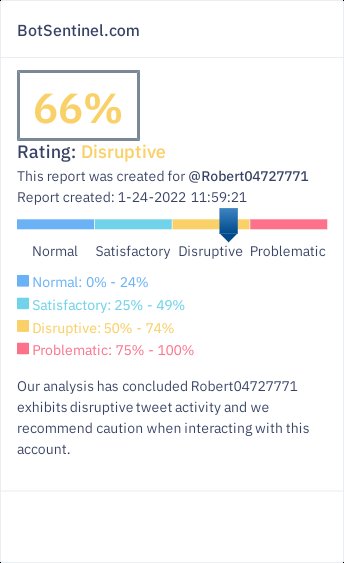 BotSentinel.com
66%
Rating: Disruptive
This report was created for @Robert04727771
Report created: 1-24-2022 11:59:21
Normal Satisfactory Disruptive Problematic
Normal: 0% - 24%
Satisfactory: 25% - 49%
Disruptive: 50% - 74%
Problematic: 75% - 100%
Our analysis has concluded Robert04727771
exhibits disruptive tweet activity and we
recommend caution when interacting with this
account.